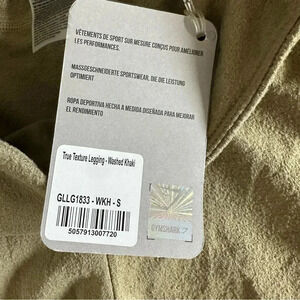 VÊTEMENTS DE SPORT SUR MESURE CONÇUS POUR AMÉLIORER
LES PERFORMANCES.
MASSGESCHNEIDERTE SPORTSWEAR, DIE DIE LEISTUNG
OPTIMIERT
ROPA DEPORTIVA HECHA A MEDIDA DISEÑADA PARA MEJORAR
EL RENDIMIENTO
True Texture Legging - Washed Khaki
GLLG1833 - WKH - S
5057913007720
GYMSHARK